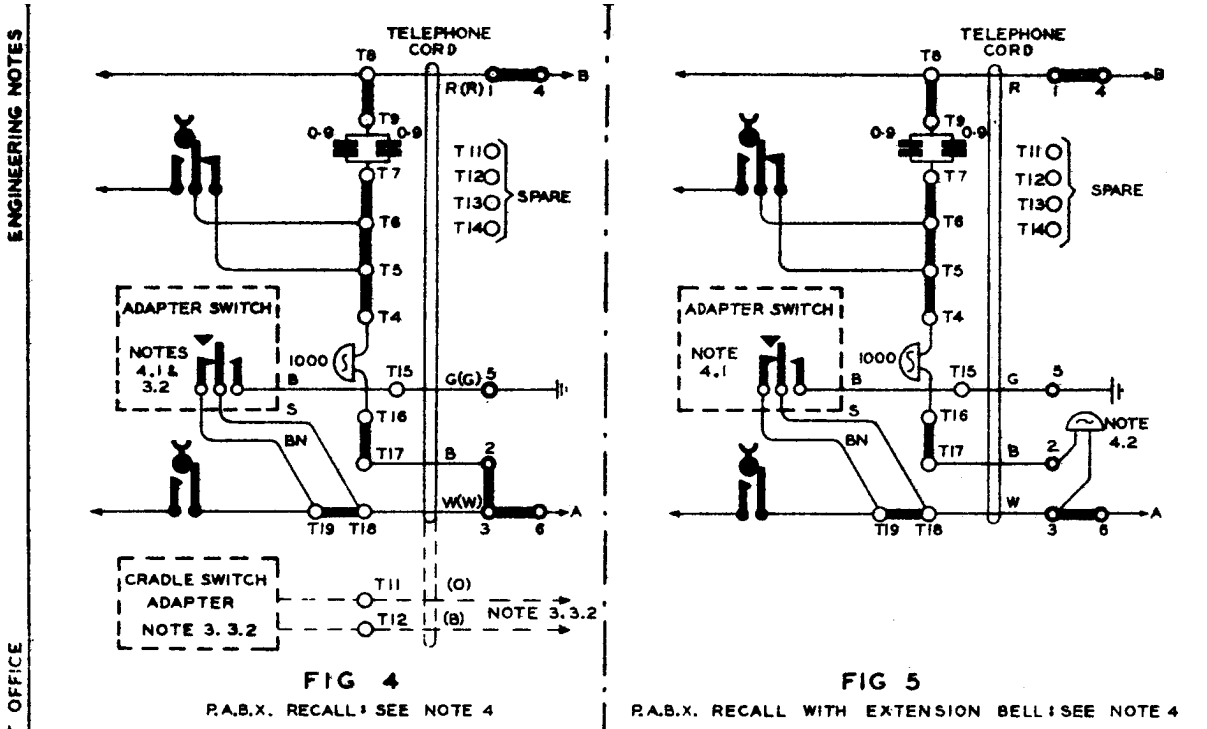 ENGINEERING NOTES
OFFICE
TELEPHONE
CORD
T8
R(R)
1
4
B
T9
0·9
0·9
T7
T11
T12
T13
T14
SPARE
T6
T5
ADAPTER SWITCH
T4
NOTES
4.1 &
3.2
1000
B
T15
G(G)
5
S
T16
BN
T17
B
2
W(W)
A
T19
T18
3
6
CRADLE SWITCH
ADAPTER
NOTE 3.3.2
T11
(O)
T12
(B)
NOTE 3.3.2
FIG 4
P.A.B.X. RECALL: SEE NOTE 4
TELEPHONE
CORD
T8
R
1
4
B
T9
0·9
0·9
T7
T11
T12
T13
T14
SPARE
T6
T5
ADAPTER SWITCH
T4
NOTE
4.1
1000
B
T15
G
5
S
T16
BN
T17
B
2
NOTE
4.2
W
A
T19
T18
3
6
FIG 5
P.A.B.X. RECALL WITH EXTENSION BELL: SEE NOTE 4